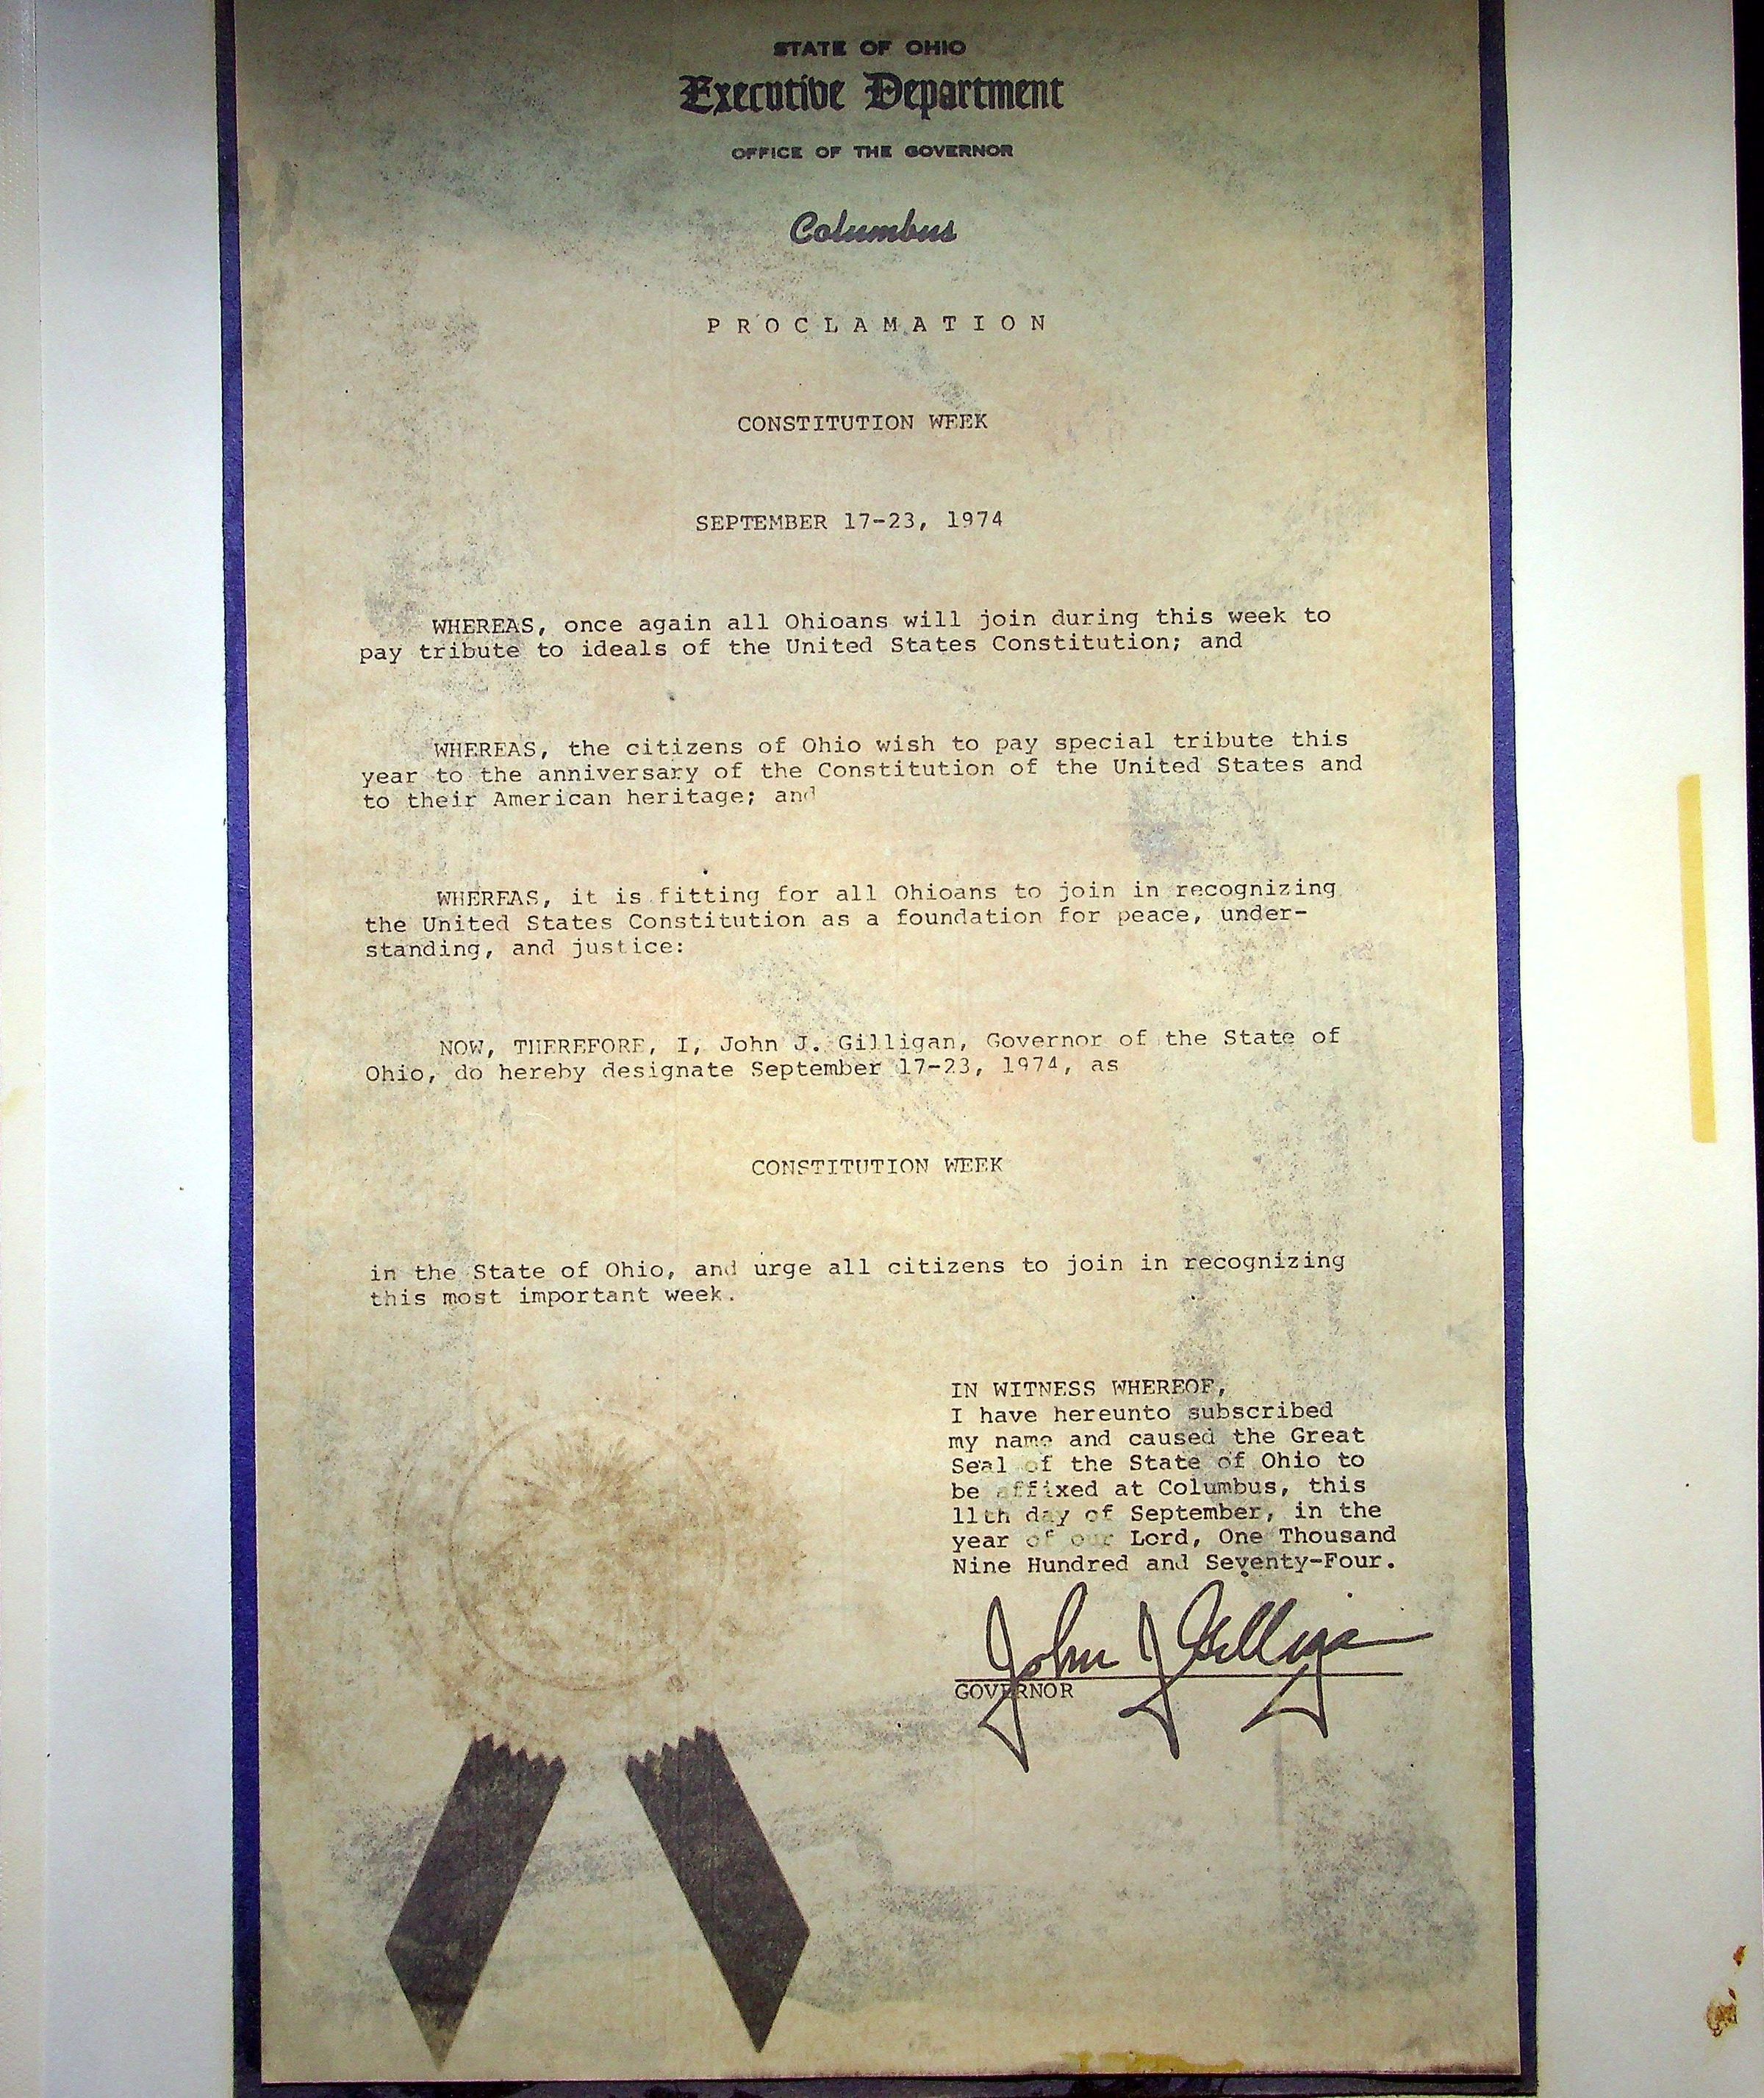 STATE OF OHIO
Executive Department
OFFICE OF THE GOVERNOR
Columbus
PROCLAMATION
CONSTITUTION WEEK
SEPTEMBER 17-23, 1974
WHEREAS, once again all Ohioans will join during this week to
pay tribute to ideals of the United States Constitution; and
WHEREAS, the citizens of Ohio wish to pay special tribute this
year to the anniversary of the Constitution of the United States and
to their American heritage; and
WHEREAS, it is fitting for all Ohioans to join in recognizing
the United States Constitution as a foundation for peace, under-
standing, and justice:
NOW, THEREFORE, I, John J. Gilligan, Governor of the State of
Ohio, do hereby designate September 17-23, 1974, as
CONSTITUTION WEEK
in the State of Ohio, and urge all citizens to join in recognizing
this most important week.
IN WITNESS WHEREOF,
I have hereunto subscribed
my name and caused the Great
Seal of the State of Ohio to
be affixed at Columbus, this
11th day of September, in the
year of our Lord, One Thousand
Nine Hundred and Seventy-Four.
John J Gilligan
GOVERNOR